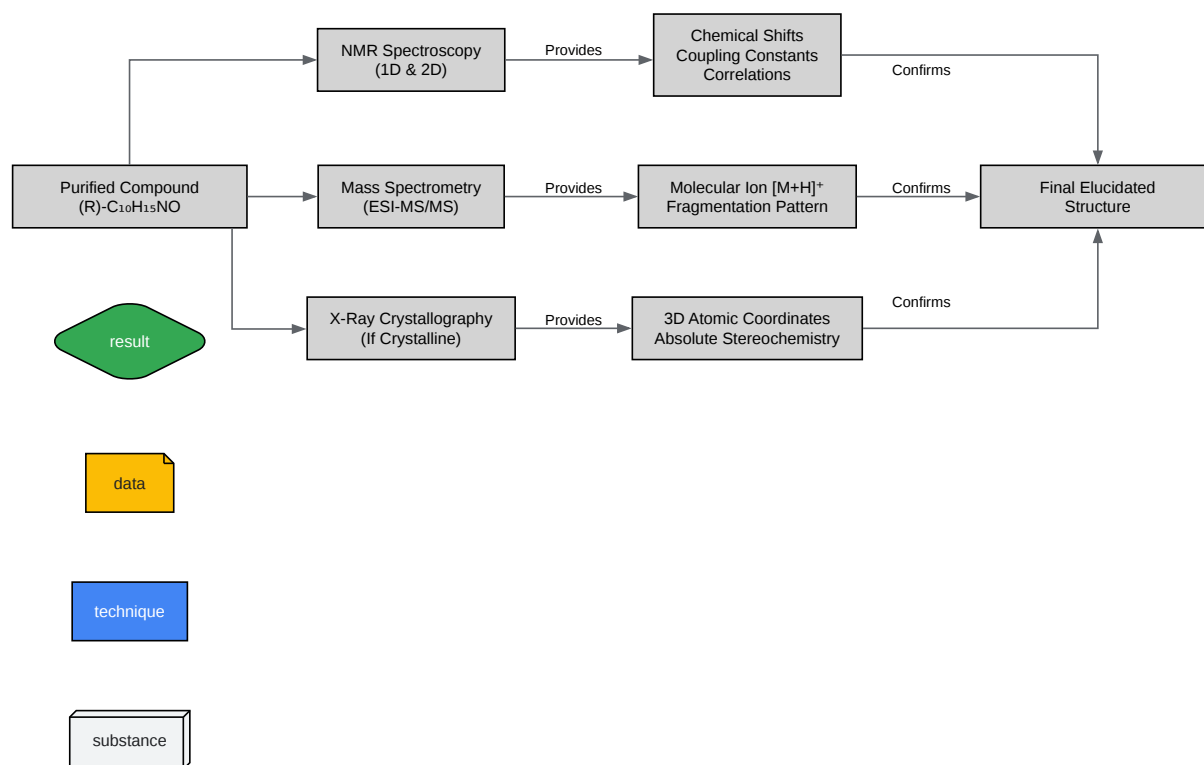 NMR Spectroscopy
(1D & 2D)
Provides
Chemical Shifts
Coupling Constants
Correlations
Confirms
Purified Compound
(R)-C₁₀H₁₅NO
Mass Spectrometry
(ESI-MS/MS)
Provides
Molecular Ion [M+H]⁺
Fragmentation Pattern
Confirms
Final Elucidated
Structure
X-Ray Crystallography
(If Crystalline)
Provides
3D Atomic Coordinates
Absolute Stereochemistry
Confirms
result
data
technique
substance